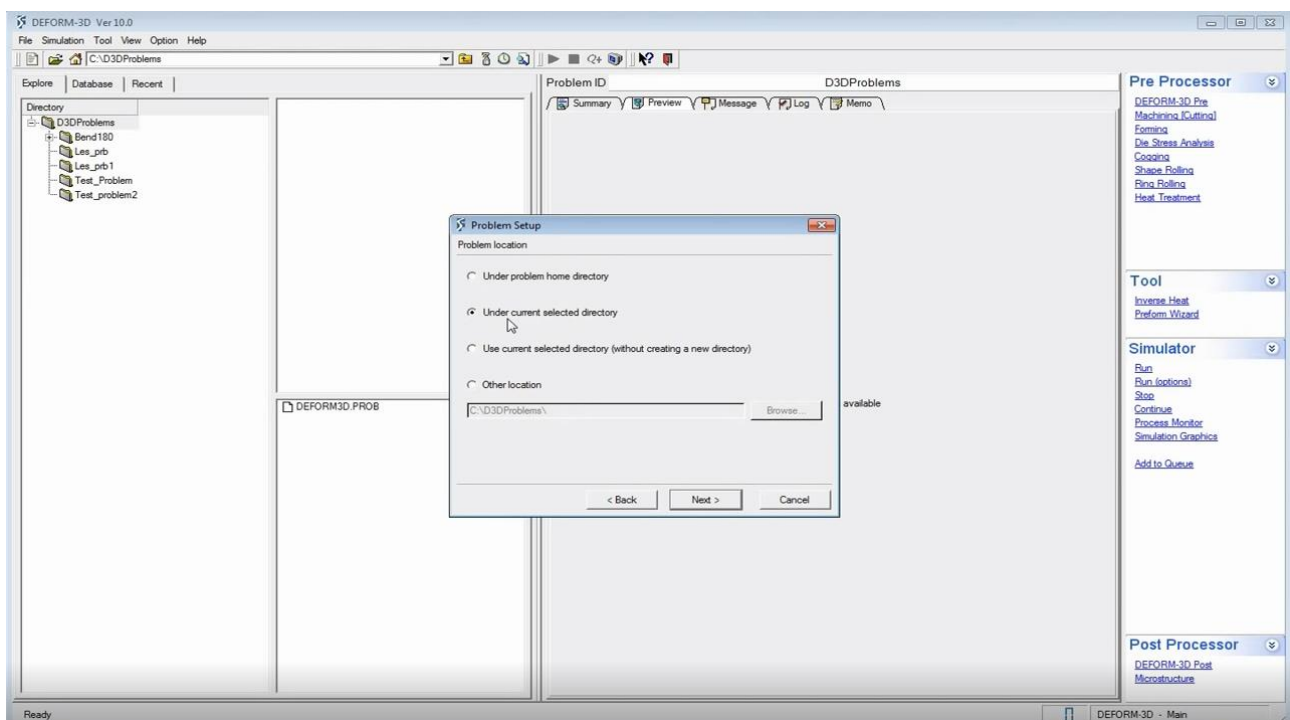 DEFORM-3D Ver 10.0
File Simulation Tool View Option Help
C:\D3DProblems
Explore Database Recent
Problem ID D3DProblems
Summary Preview Message Log Memo
Directory
D3DProblems
Bend180
Les_prb
Les_prb1
Test_Problem
Test_problem2
DEFORM3D.PROB
available
Problem Setup
Problem location
Under problem home directory
Under current selected directory
Use current selected directory (without creating a new directory)
Other location
C:\D3DProblems\ Browse...
< Back Next > Cancel
Pre Processor
DEFORM-3D Pre
Machining [Cutting]
Forming
Die Stress Analysis
Cogging
Shape Rolling
Ring Rolling
Heat Treatment
Tool
Inverse Heat
Preform Wizard
Simulator
Run
Run (options)
Stop
Continue
Process Monitor
Simulation Graphics
Add to Queue
Post Processor
DEFORM-3D Post
Microstructure
Ready DEFORM-3D - Main